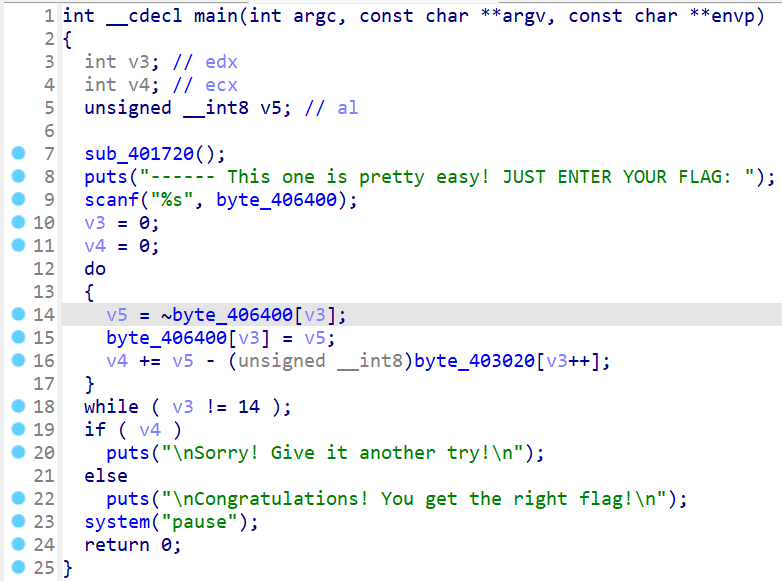 1 int __cdecl main(int argc, const char **argv, const char **envp)
2 {
3   int v3; // edx
4   int v4; // ecx
5   unsigned __int8 v5; // al
6
7   sub_401720();
8   puts("------ This one is pretty easy! JUST ENTER YOUR FLAG: ");
9   scanf("%s", byte_406400);
10   v3 = 0;
11   v4 = 0;
12   do
13   {
14     v5 = ~byte_406400[v3];
15     byte_406400[v3] = v5;
16     v4 += v5 - (unsigned __int8)byte_403020[v3++];
17   }
18   while ( v3 != 14 );
19   if ( v4 )
20     puts("\nSorry! Give it another try!\n");
21   else
22     puts("\nCongratulations! You get the right flag!\n");
23   system("pause");
24   return 0;
25 }